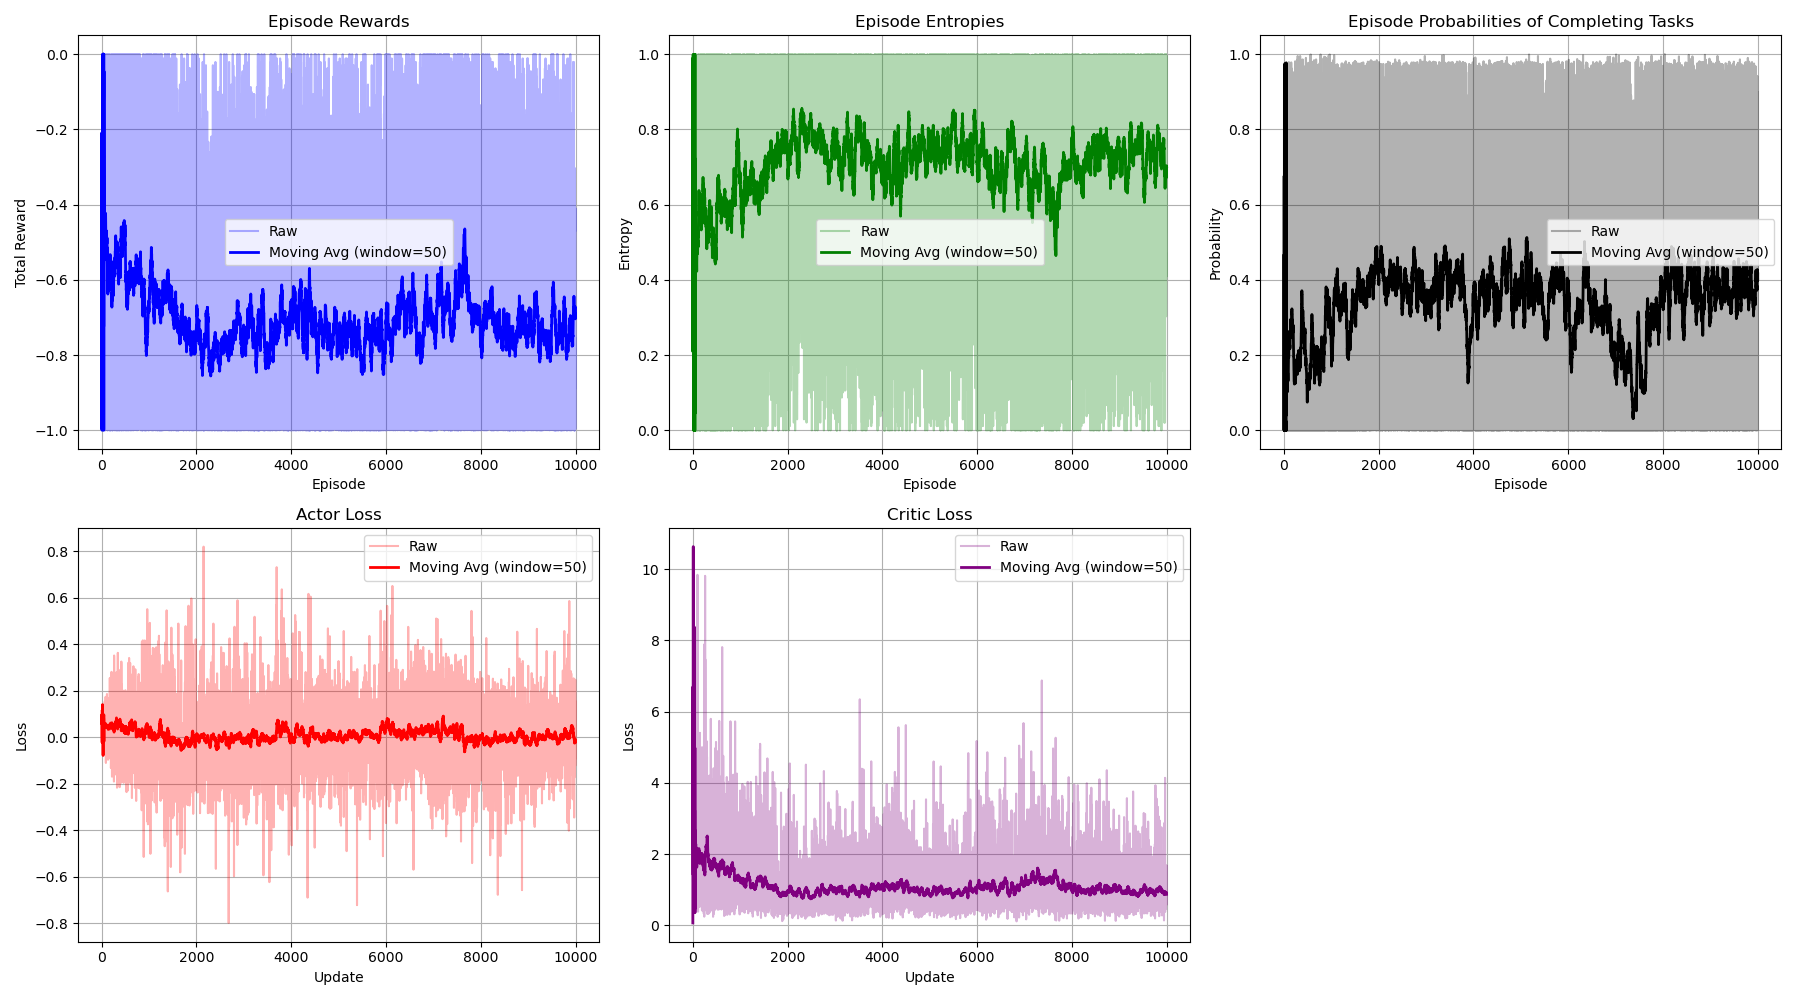 Episode Rewards
Total Reward
0.0
−0.2
−0.4
−0.6
−0.8
−1.0
Raw
Moving Avg (window=50)
0 2000 4000 6000 8000 10000
Episode
Episode Entropies
Entropy
1.0
0.8
0.6
0.4
0.2
0.0
Raw
Moving Avg (window=50)
0 2000 4000 6000 8000 10000
Episode
Episode Probabilities of Completing Tasks
Probability
1.0
0.8
0.6
0.4
0.2
0.0
Raw
Moving Avg (window=50)
0 2000 4000 6000 8000 10000
Episode
Actor Loss
Loss
0.8
0.6
0.4
0.2
0.0
−0.2
−0.4
−0.6
−0.8
Raw
Moving Avg (window=50)
0 2000 4000 6000 8000 10000
Update
Critic Loss
Loss
10
8
6
4
2
0
Raw
Moving Avg (window=50)
0 2000 4000 6000 8000 10000
Update